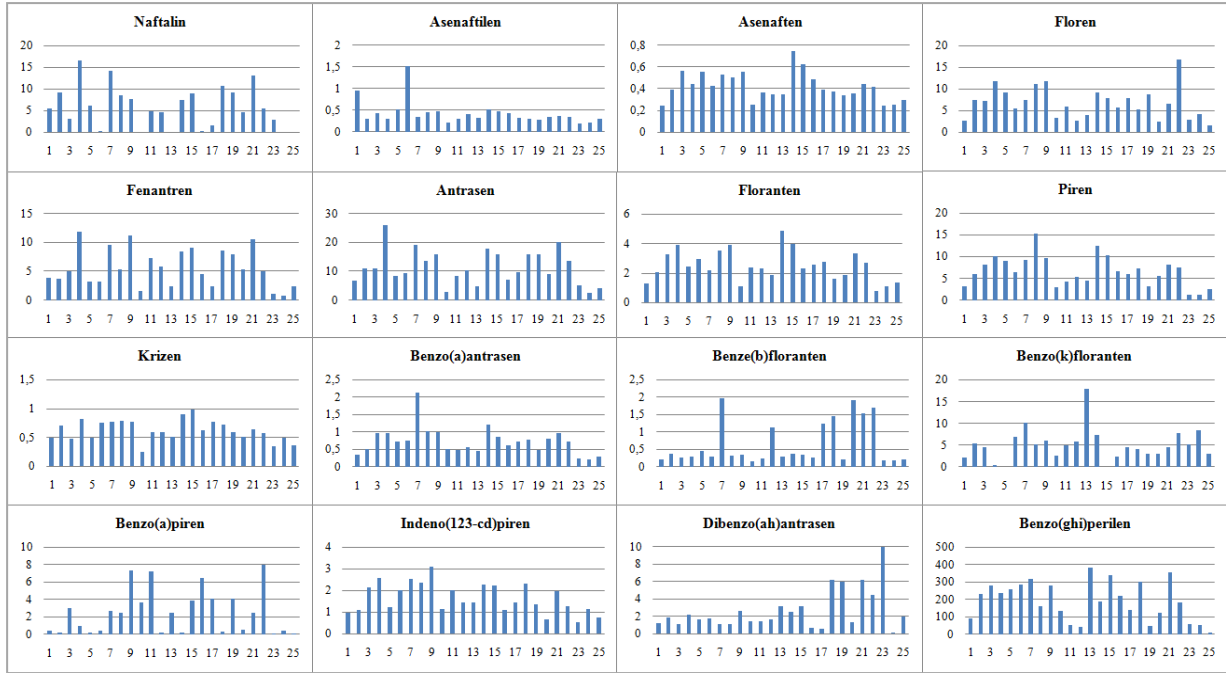 Naftalin
20
15
10
5
0
1 3 5 7 9 11 13 15 17 19 21 23 25
Asenaftilen
2
1,5
1
0,5
0
1 3 5 7 9 11 13 15 17 19 21 23 25
Asenaften
0,8
0,6
0,4
0,2
0
1 3 5 7 9 11 13 15 17 19 21 23 25
Floren
20
15
10
5
0
1 3 5 7 9 11 13 15 17 19 21 23 25
Fenantren
15
10
5
0
1 3 5 7 9 11 13 15 17 19 21 23 25
Antrasen
30
20
10
0
1 3 5 7 9 11 13 15 17 19 21 23 25
Floranten
6
4
2
0
1 3 5 7 9 11 13 15 17 19 21 23 25
Piren
20
15
10
5
0
1 3 5 7 9 11 13 15 17 19 21 23 25
Krizen
1,5
1
0,5
0
1 3 5 7 9 11 13 15 17 19 21 23 25
Benzo(a)antrasen
2,5
2
1,5
1
0,5
0
1 3 5 7 9 11 13 15 17 19 21 23 25
Benze(b)floranten
2,5
2
1,5
1
0,5
0
1 3 5 7 9 11 13 15 17 19 21 23 25
Benzo(k)floranten
20
15
10
5
0
1 3 5 7 9 11 13 15 17 19 21 23 25
Benzo(a)piren
10
8
6
4
2
0
1 3 5 7 9 11 13 15 17 19 21 23 25
Indeno(123-cd)piren
4
3
2
1
0
1 3 5 7 9 11 13 15 17 19 21 23 25
Dibenzo(ah)antrasen
10
8
6
4
2
0
1 3 5 7 9 11 13 15 17 19 21 23 25
Benzo(ghi)perilen
500
400
300
200
100
0
1 3 5 7 9 11 13 15 17 19 21 23 25